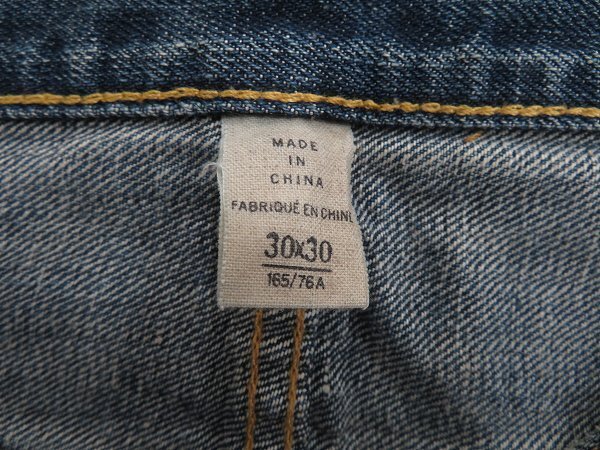 MADE
IN
CHINA
FABRIQUÉ EN CHINE
30x30
165/76A